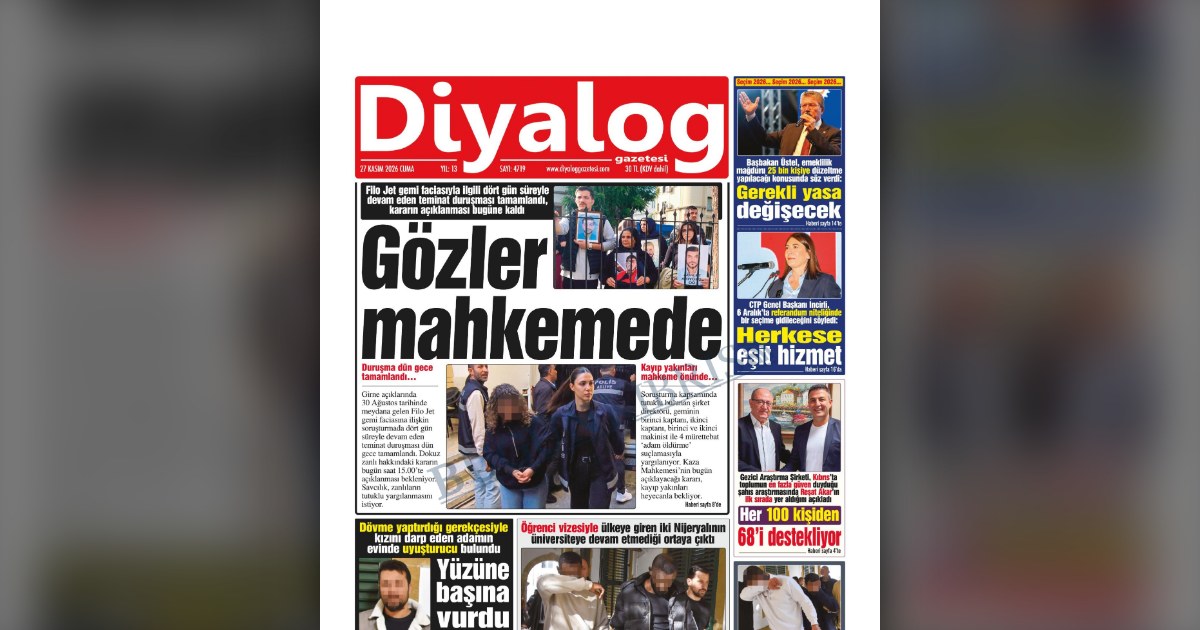 Diyalog
gazetesi
27 KASIM 2026 CUMA
YIL: 13
SAYI: 4719
www.diyaloggazetesi.com
30 TL (KDV dahil)
Filo Jet gemi faciasıyla ilgili dört gün süreyle
devam eden teminat duruşması tamamlandı,
kararın açıklanması bugüne kaldı
Gözler
mahkemede
Duruşma dün gece
tamamlandı…
Girne açıklarında
30 Ağustos tarihinde
meydana gelen Filo Jet
gemi faciasına ilişkin
soruşturmada dört gün
süreyle devam eden
teminat duruşması dün
gece tamamlandı. Dokuz
zanlı hakkındaki kararın
bugün saat 15.00'te
açıklanması bekleniyor.
Savcılık, zanlıların
tutuklu yargılanmasını
istiyor.
Kayıp yakınları
mahkeme önünde…
Soruşturma kapsamında
tutuklu bulunan şirket
direktörü, geminin
birinci kaptanı, ikinci
kaptanı, birinci ve ikinci
makinist ile 4 mürettebat
‘adam öldürme’
suçlamasıyla
yargılanıyor. Kaza
Mahkemesi’nin bugün
açıklayacağı kararı,
kayıp yakınları
heyecanla bekliyor.
Haberi sayfa 8'de
Seçim 2026... Seçim 2026... Seçim 2026...
Başbakan Üstel, emeklilik
mağduru 25 bin kişiye düzeltme
yapılacağı konusunda söz verdi:
Gerekli yasa
değişecek
Haberi sayfa 14'te
CTP Genel Başkanı İncirli,
6 Aralık'ta referandum niteliğinde
bir seçime gidileceğini söyledi:
Herkese
eşit hizmet
Haberi sayfa 10'da
Gezici Araştırma Şirketi, Kıbrıs'ta
toplumun en fazla güven duyduğu
şahıs araştırmasında Reşat Akar'ın
ilk sırada yer aldığını açıkladı
Her 100 kişiden
68'i destekliyor
Haberi sayfa 4'te
Dövme yaptırdığı gerekçesiyle
kızını darp eden adamın
evinde uyuşturucu bulundu
Yüzüne
başına
vurdu
Öğrenci vizesiyle ülkeye giren iki Nijeryalının
üniversiteye devam etmediği ortaya çıktı